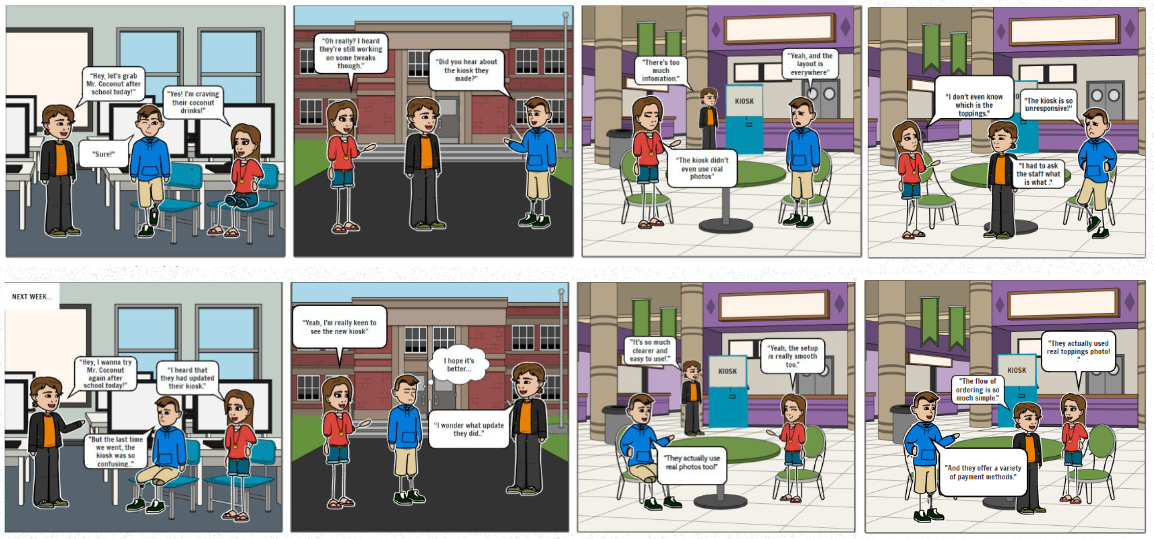 "Hey, let's grab
Mr. Coconut after
school today!"
"Yes! I'm craving
their coconut
drinks!"
"Sure!"
"Oh really? I heard
they're still working
on some tweaks
though."
"Did you hear about
the kiosk they
made?"
"There's too
much
infomation."
"Yeah, and the
layout is
everywhere"
KIOSK
"The kiosk didn't
even use real
photos"
"I don't even know
which is the
toppings."
"The kiosk is so
unresponsive!"
"I had to ask
the staff what
is what ."
NEXT WEEK...
"Hey, I wanna try
Mr. Coconut
again after
school today!"
"I heard that
they had updated
their kiosk."
"But the last time
we went, the
kiosk was so
confusing.."
"Yeah, I'm really keen to
see the new kiosk"
I hope it's
better...
"I wonder what update
they did.."
"It's so much
clearer and
easy to use!"
"Yeah, the setup
is really smooth
too."
KIOSK
"They actually use
real photos too!"
"They actually used
real toppings photo!
"
"The flow of
ordering is so
much simple."
KIOSK
"And they offer a variety
of payment methods."